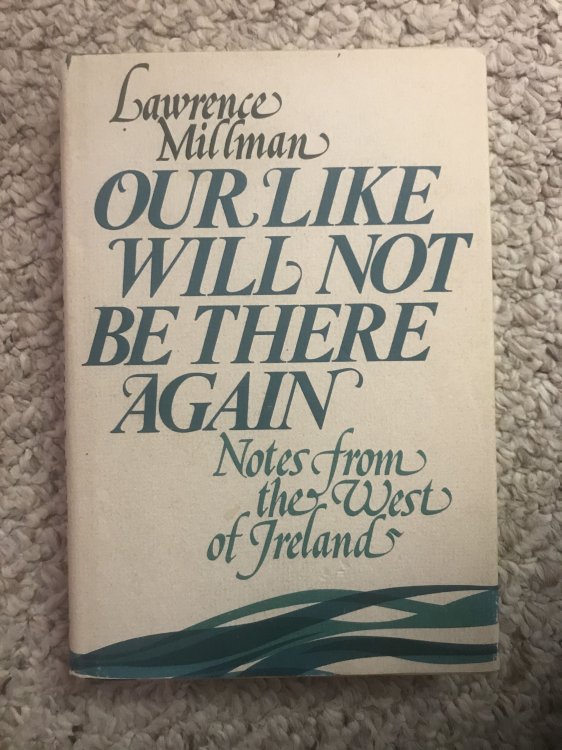 Lawrence
Millman
OUR LIKE
WILL NOT
BE THERE
AGAIN
Notes from
the West
of Ireland